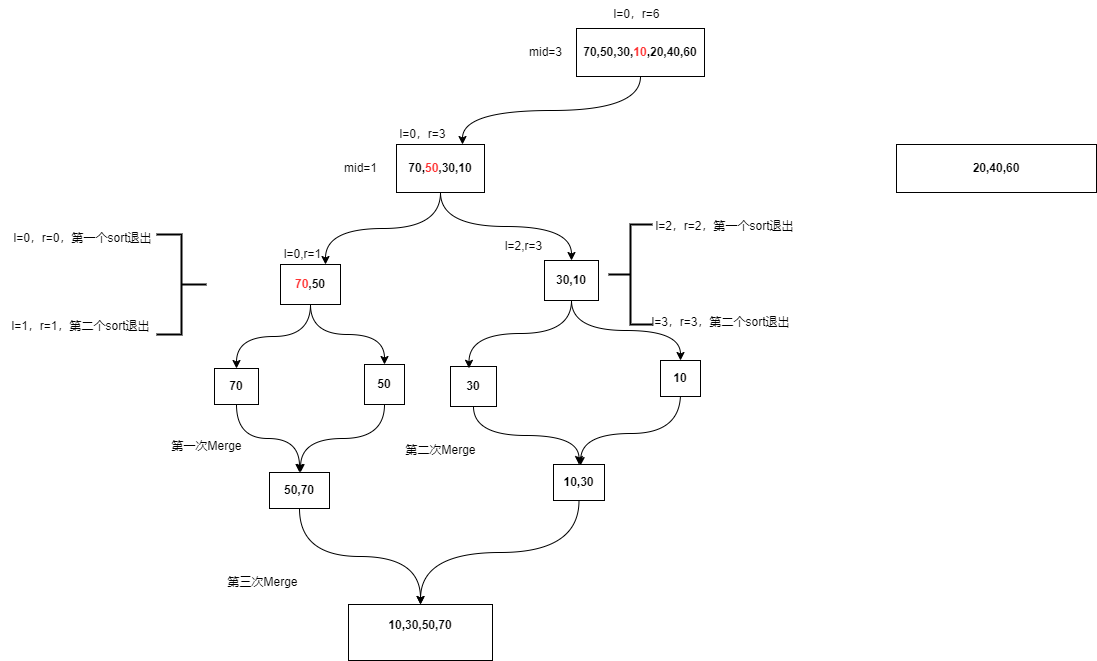 l=0，r=6
mid=3
70,50,30,10,20,40,60
l=0，r=3
mid=1
70,50,30,10
20,40,60
l=0，r=0，第一个sort退出
l=1，r=1，第二个sort退出
l=0,r=1
70,50
l=2,r=3
30,10
l=2，r=2，第一个sort退出
l=3，r=3，第二个sort退出
70
50
30
10
第一次Merge
第二次Merge
50,70
10,30
第三次Merge
10,30,50,70